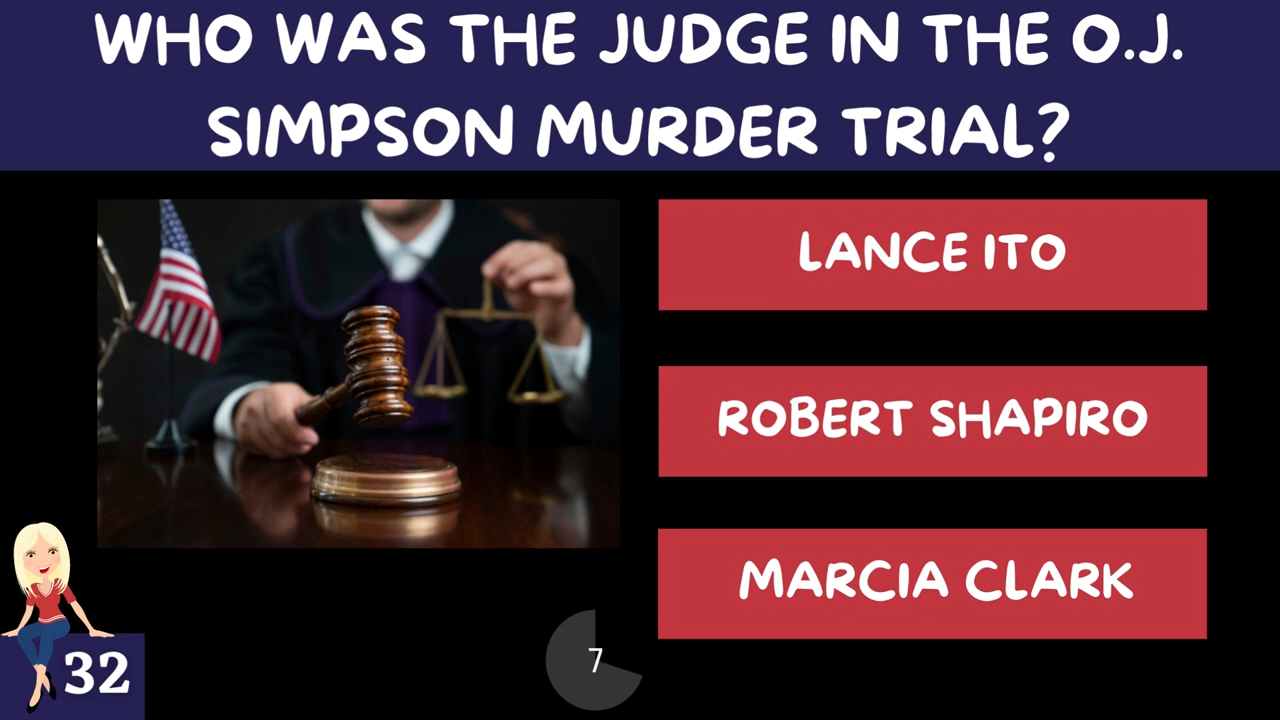 WHO WAS THE JUDGE IN THE O.J.
SIMPSON MURDER TRIAL?
LANCE ITO
ROBERT SHAPIRO
MARCIA CLARK
32
7